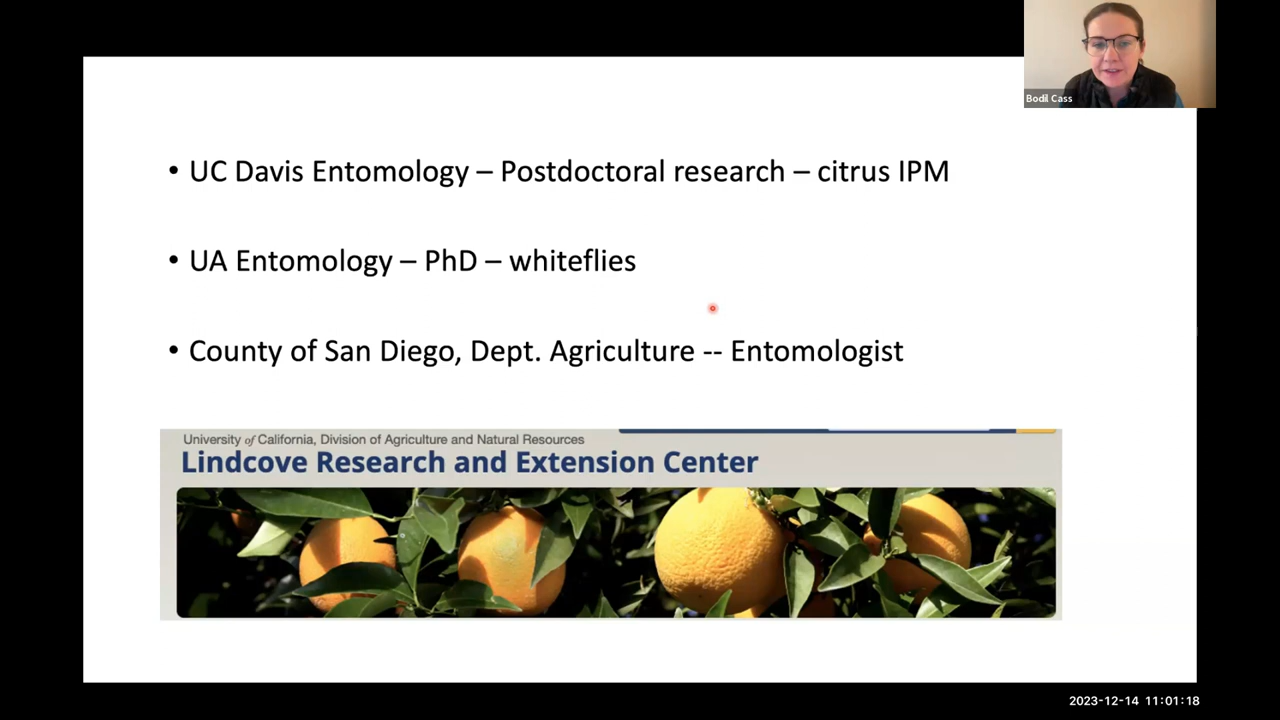 Bodil Cass
• UC Davis Entomology – Postdoctoral research – citrus IPM
• UA Entomology – PhD – whiteflies
• County of San Diego, Dept. Agriculture -- Entomologist
University of California, Division of Agriculture and Natural Resources
Lindcove Research and Extension Center
2023-12-14 11:01:18